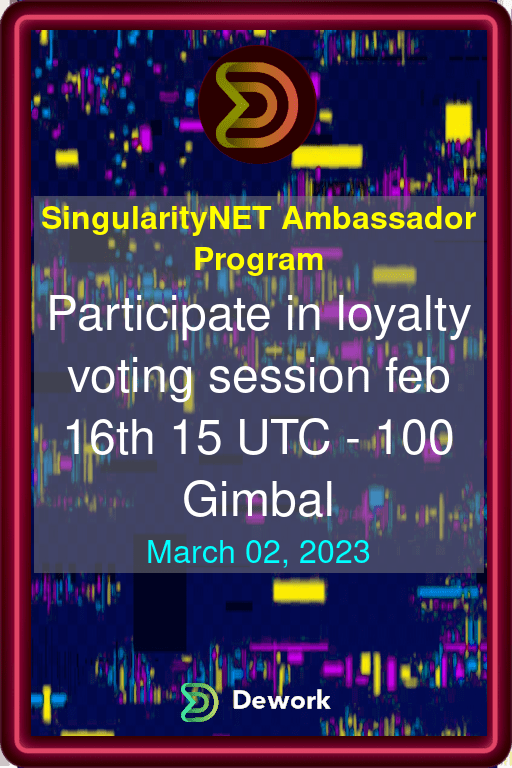 SingularityNET Ambassador
Program
Participate in loyalty
voting session feb
16th 15 UTC - 100
Gimbal
March 02, 2023
Dework